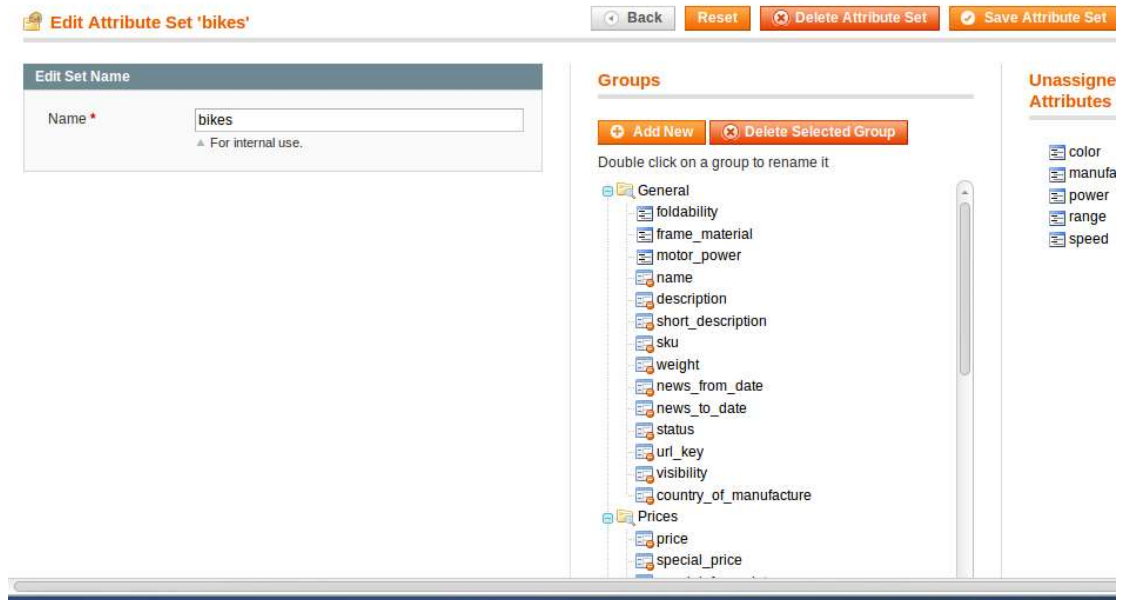 Edit Attribute Set 'bikes'
Back Reset Delete Attribute Set Save Attribute Set
Edit Set Name
Name *
bikes
For internal use.
Groups
Add New Delete Selected Group
Double click on a group to rename it
General
foldability
frame_material
motor_power
name
description
short_description
sku
weight
news_from_date
news_to_date
status
url_key
visibility
country_of_manufacture
Prices
price
special_price
Unassigne
Attributes
color
manufa
power
range
speed